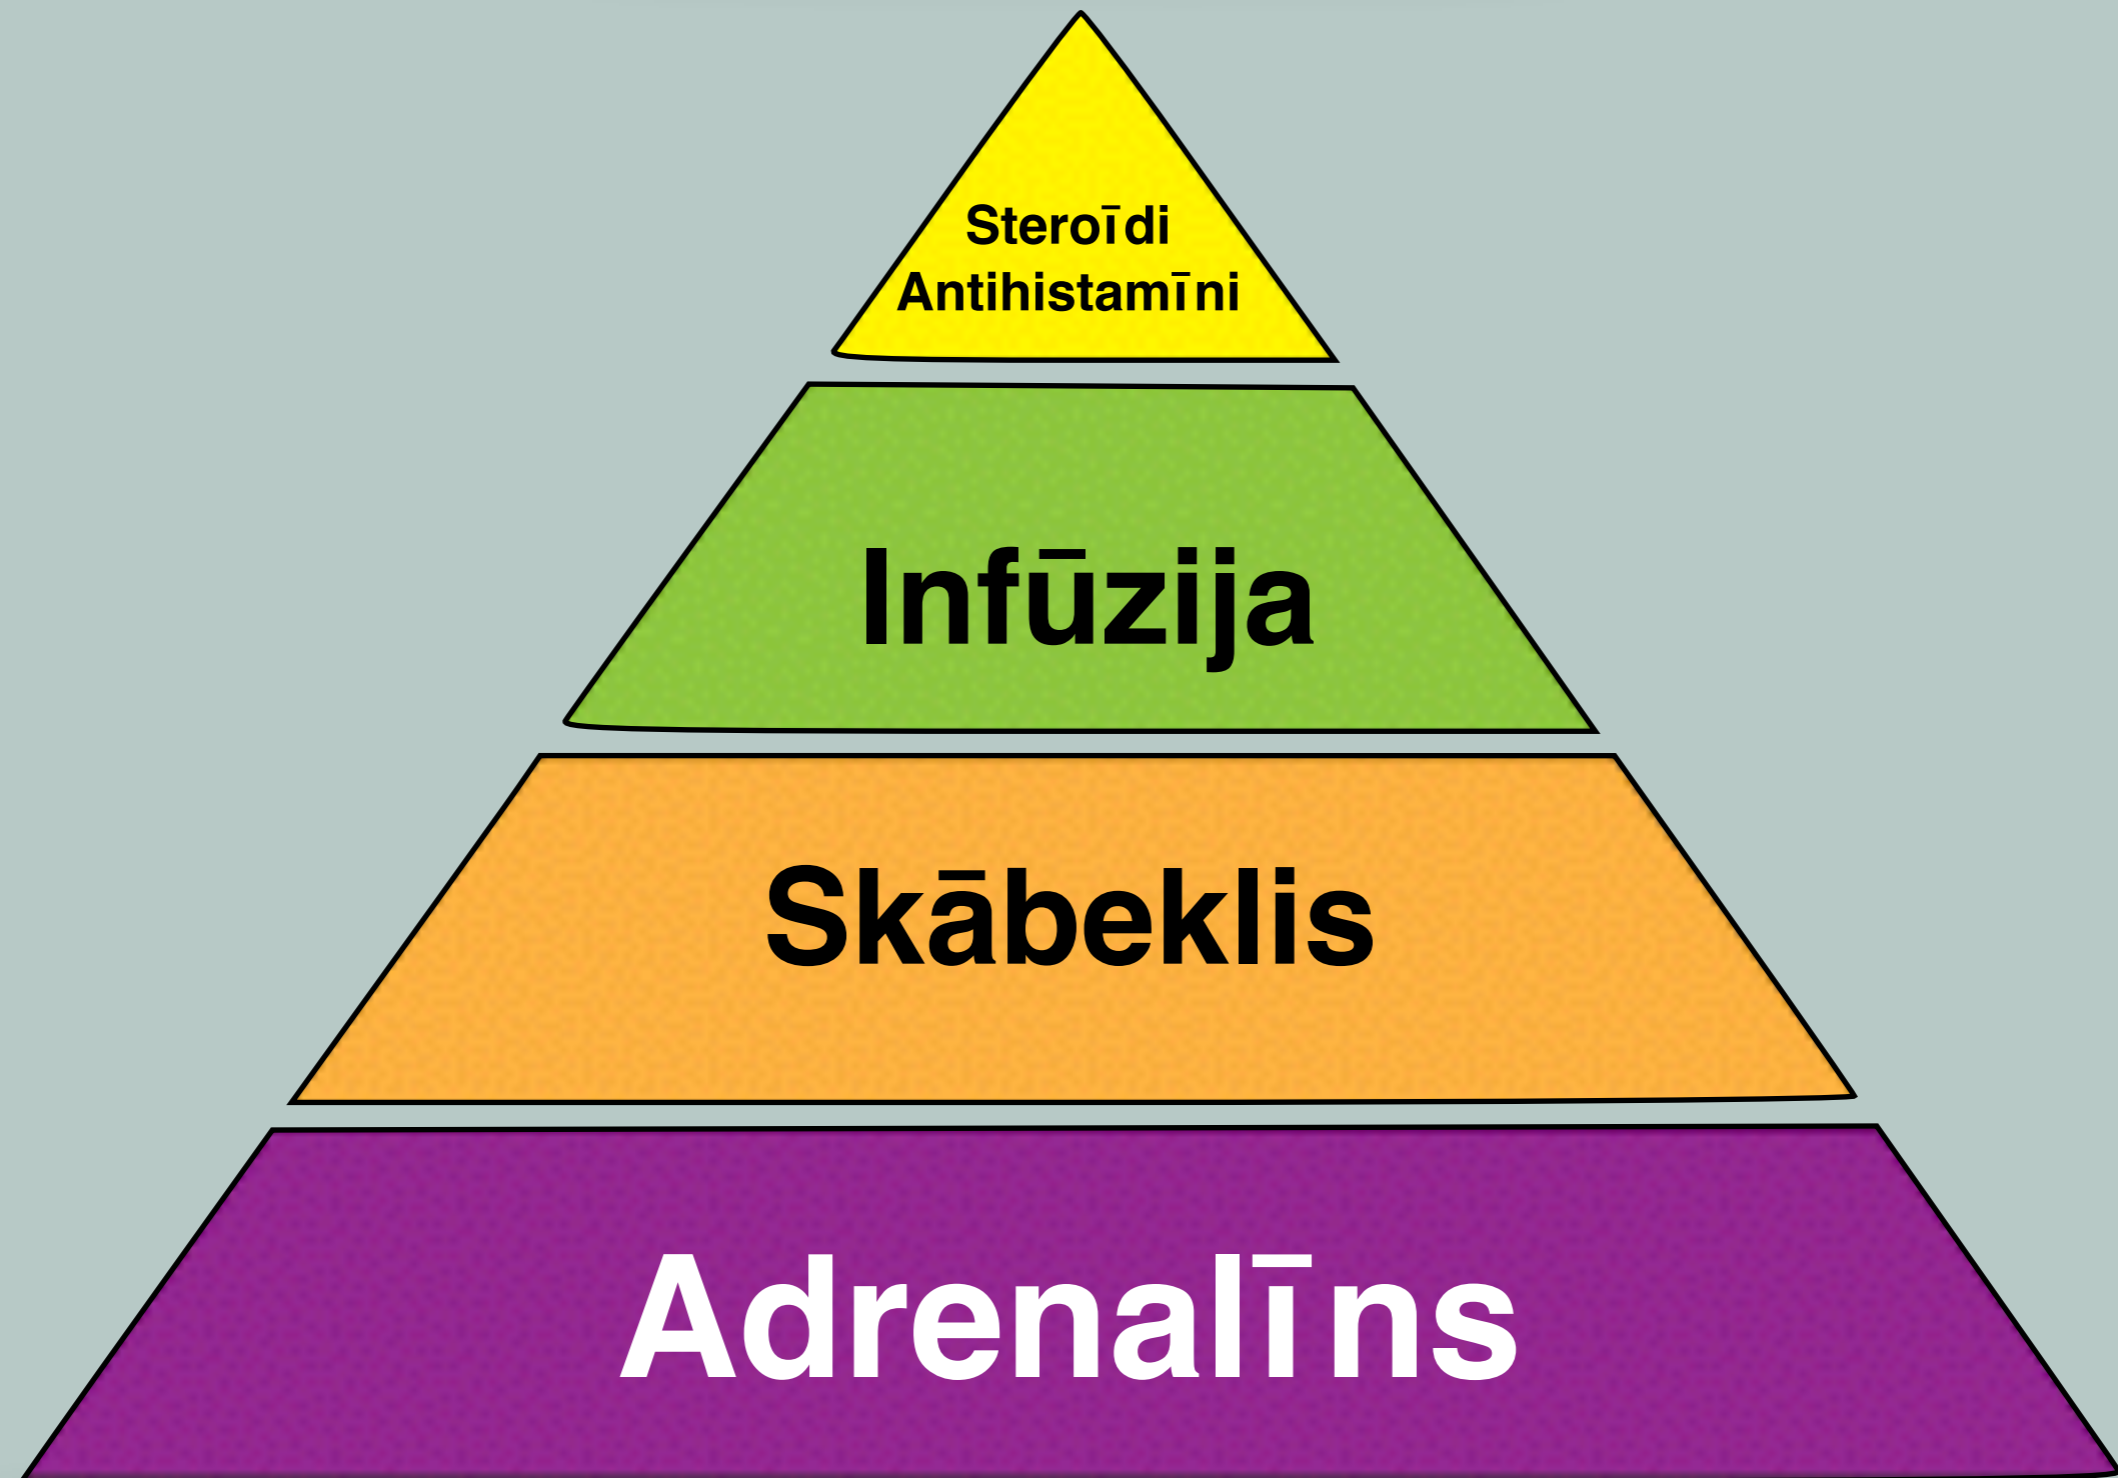 Steroīdi
Antihistamīni
Infūzija
Skābeklis
Adrenalīns